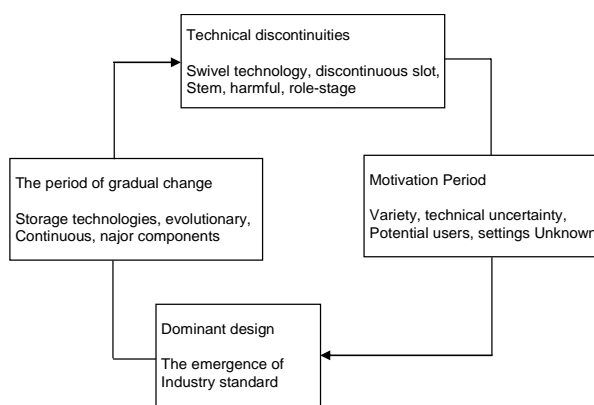 Technical discontinuities
Swivel technology, discontinuous slot,
Stem, harmful, role-stage
Motivation Period
Variety, technical uncertainty,
Potential users, settings Unknown
Dominant design
The emergence of
Industry standard
The period of gradual change
Storage technologies, evolutionary,
Continuous, najor components